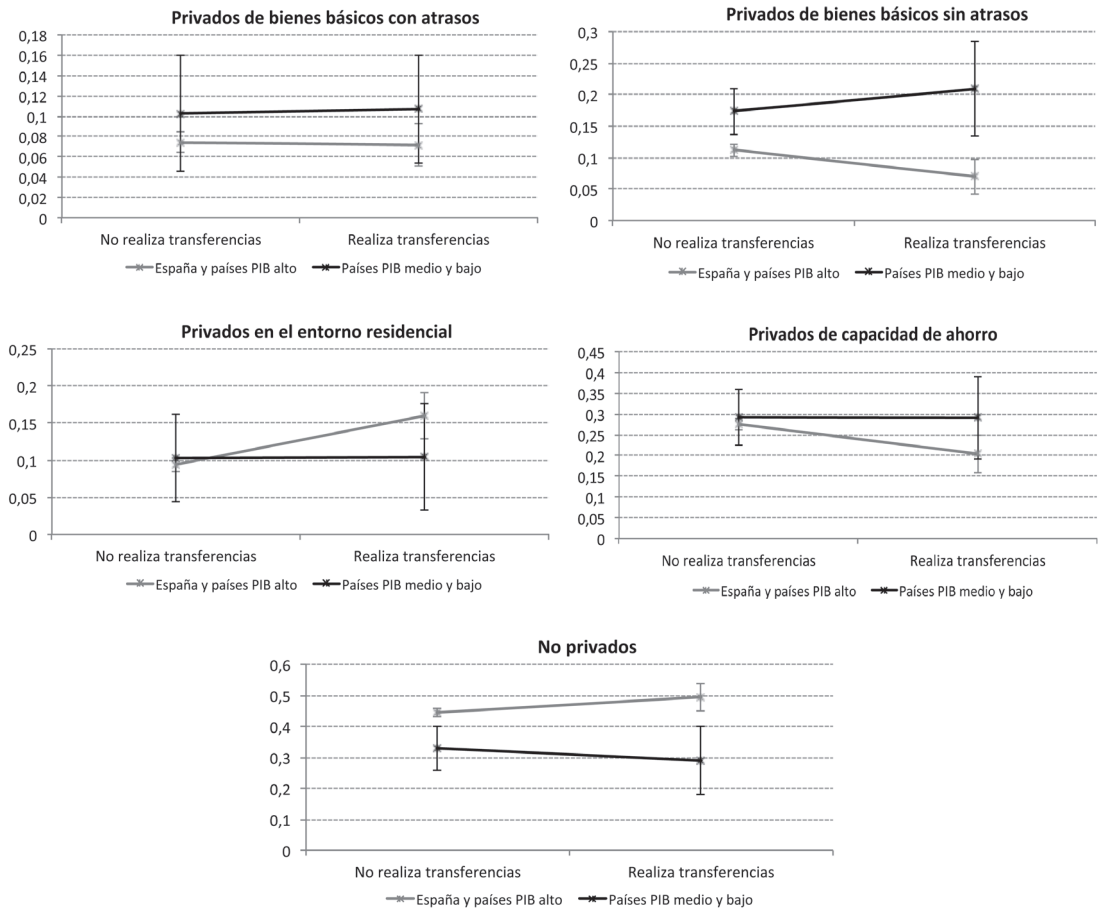 Privados de bienes básicos con atrasos
0,18
0,16
0,14
0,12
0,1
0,08
0,06
0,04
0,02
0
No realiza transferencias Realiza transferencias
España y países PIB alto Países PIB medio y bajo
Privados de bienes básicos sin atrasos
0,3
0,25
0,2
0,15
0,1
0,05
0
No realiza transferencias Realiza transferencias
España y países PIB alto Países PIB medio y bajo
Privados en el entorno residencial
0,25
0,2
0,15
0,1
0,05
0
No realiza transferencias Realiza transferencias
España y países PIB alto Países PIB medio y bajo
Privados de capacidad de ahorro
0,45
0,4
0,35
0,3
0,25
0,2
0,15
0,1
0,05
0
No realiza transferencias Realiza transferencias
España y países PIB alto Países PIB medio y bajo
No privados
0,6
0,5
0,4
0,3
0,2
0,1
0
No realiza transferencias Realiza transferencias
España y países PIB alto Países PIB medio y bajo